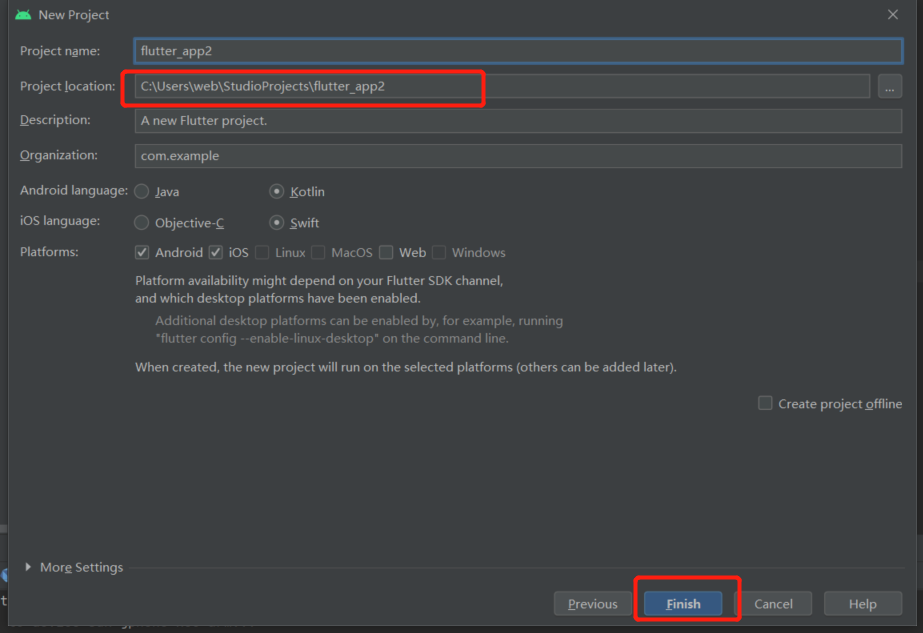 New Project
Project name: flutter_app2
Project location: C:\Users\web\StudioProjects\flutter_app2 ...
Description: A new Flutter project.
Organization: com.example
Android language: Java Kotlin
iOS language: Objective-C Swift
Platforms: Android iOS Linux MacOS Web Windows
Platform availability might depend on your Flutter SDK channel,
and which desktop platforms have been enabled.
Additional desktop platforms can be enabled by, for example, running
"flutter config --enable-linux-desktop" on the command line.
When created, the new project will run on the selected platforms (others can be added later).
Create project offline
More Settings
Previous Finish Cancel Help